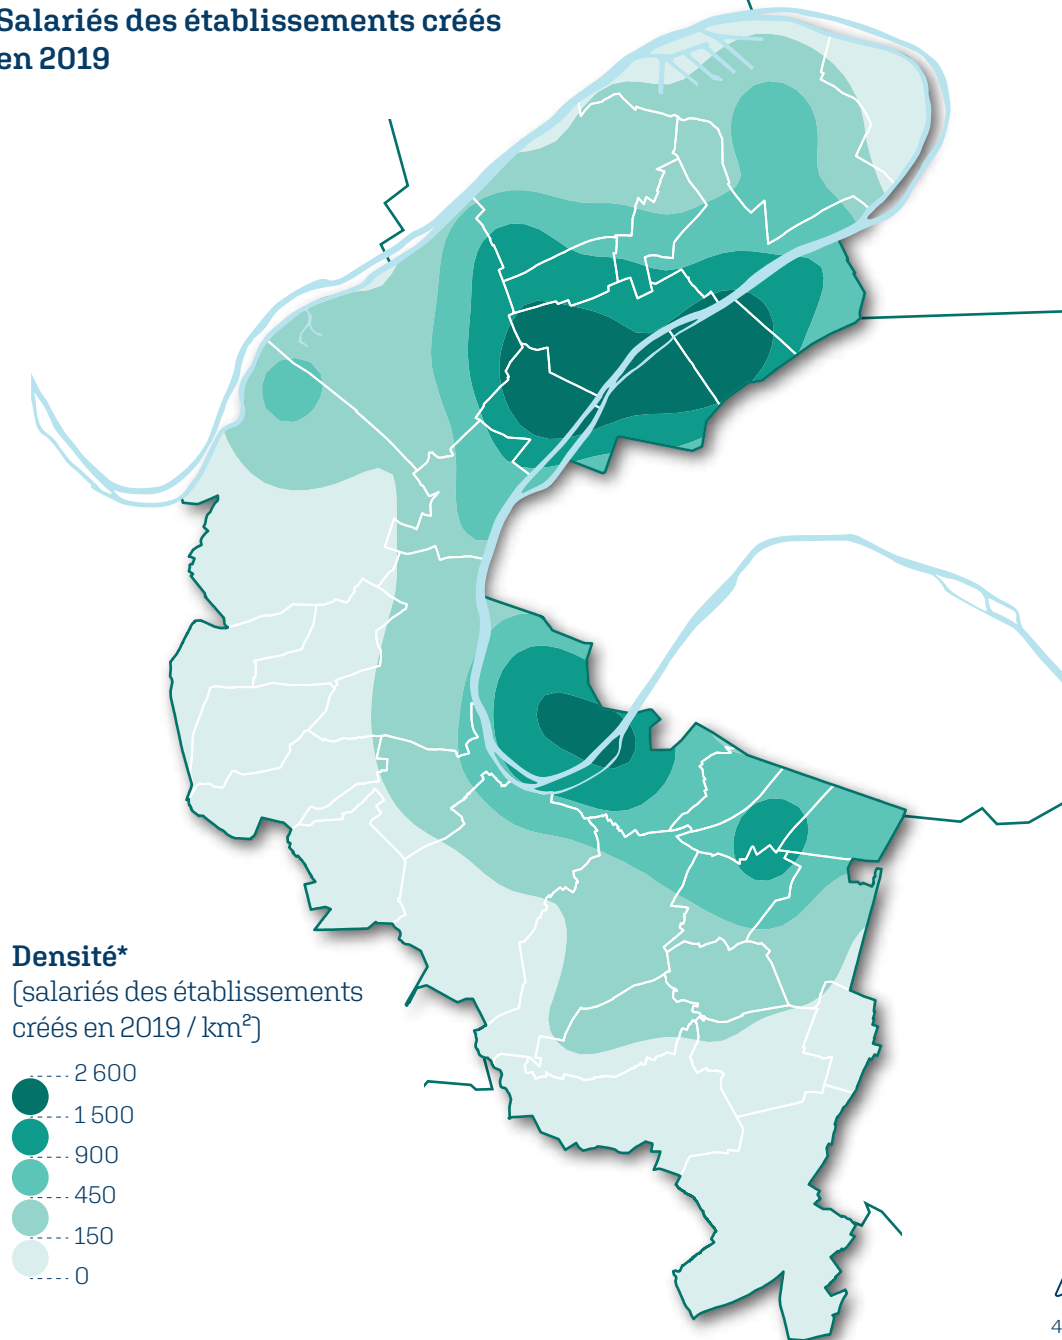 Salariés des établissements créés
en 2019
Densité*
(salariés des établissements
créés en 2019 / km²)
2 600
1 500
900
450
150
0
4